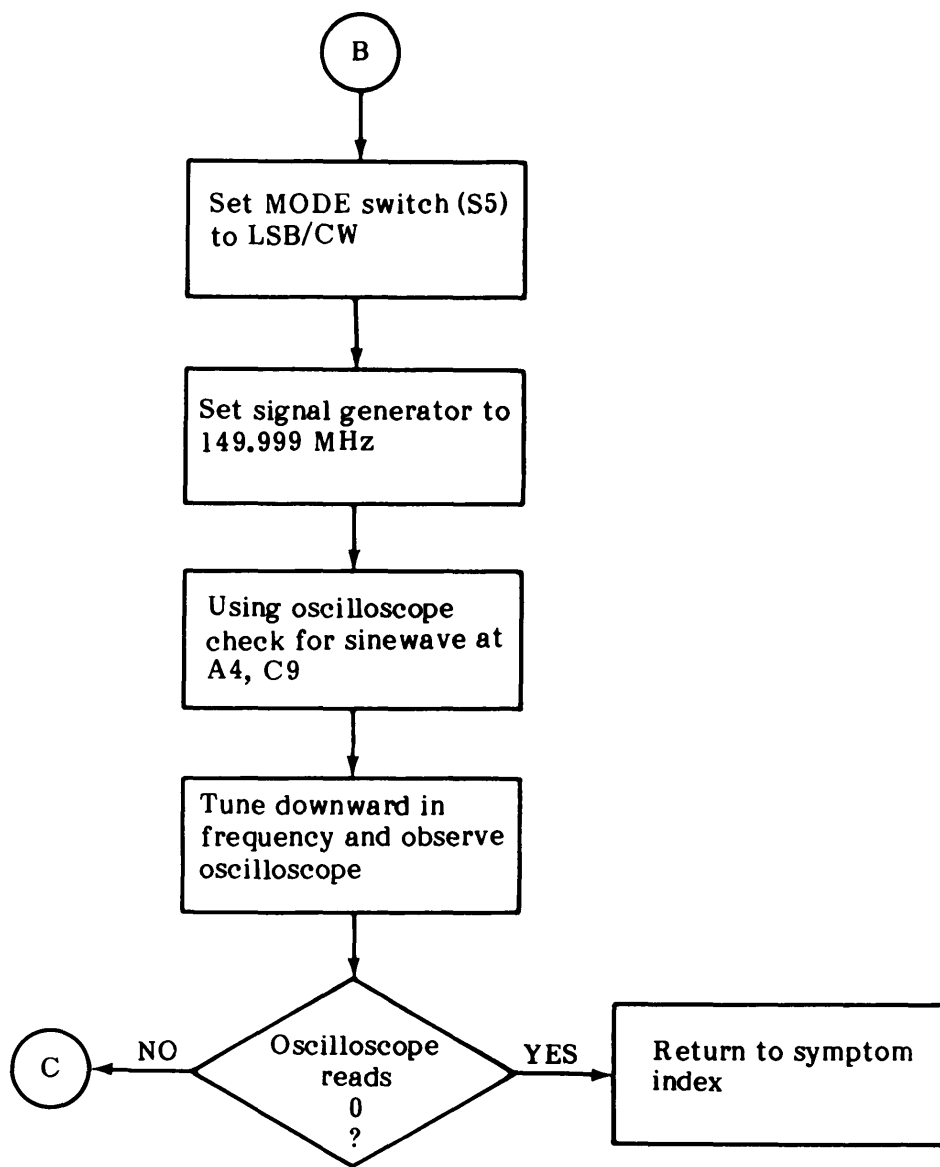 B
Set MODE switch (S5)
to LSB/CW
Set signal generator to
149.999 MHz
Using oscilloscope
check for sinewave at
A4, C9
Tune downward in
frequency and observe
oscilloscope
Oscilloscope
reads
0
?
NO
C
YES
Return to symptom
index